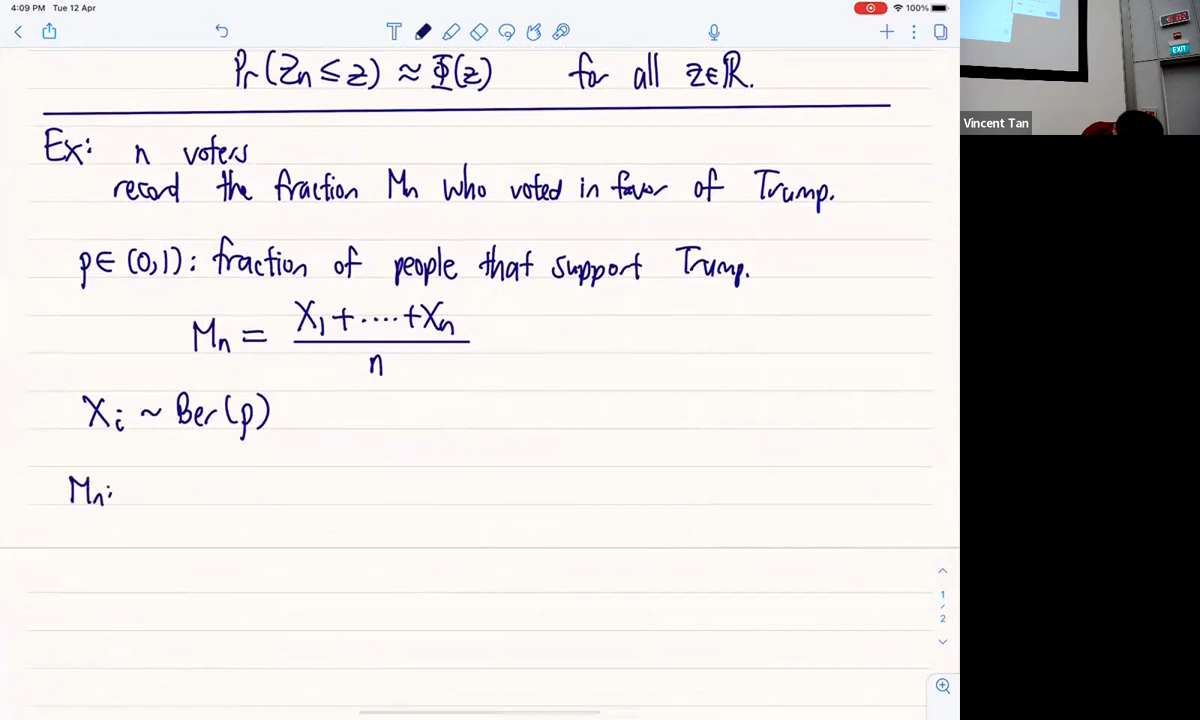 4:09 PM Tue 12 Apr
100%
Pr(Zn ≤ z) ≈ Φ(z) for all z∈ℝ.
Ex: n voters
record the fraction Mn who voted in favor of Trump.
p∈ (0,1): fraction of people that support Trump.
Mn = X1+....+Xn
n
Xi ~ Ber(p)
Mn:
1
/
2
EXIT
Vincent Tan